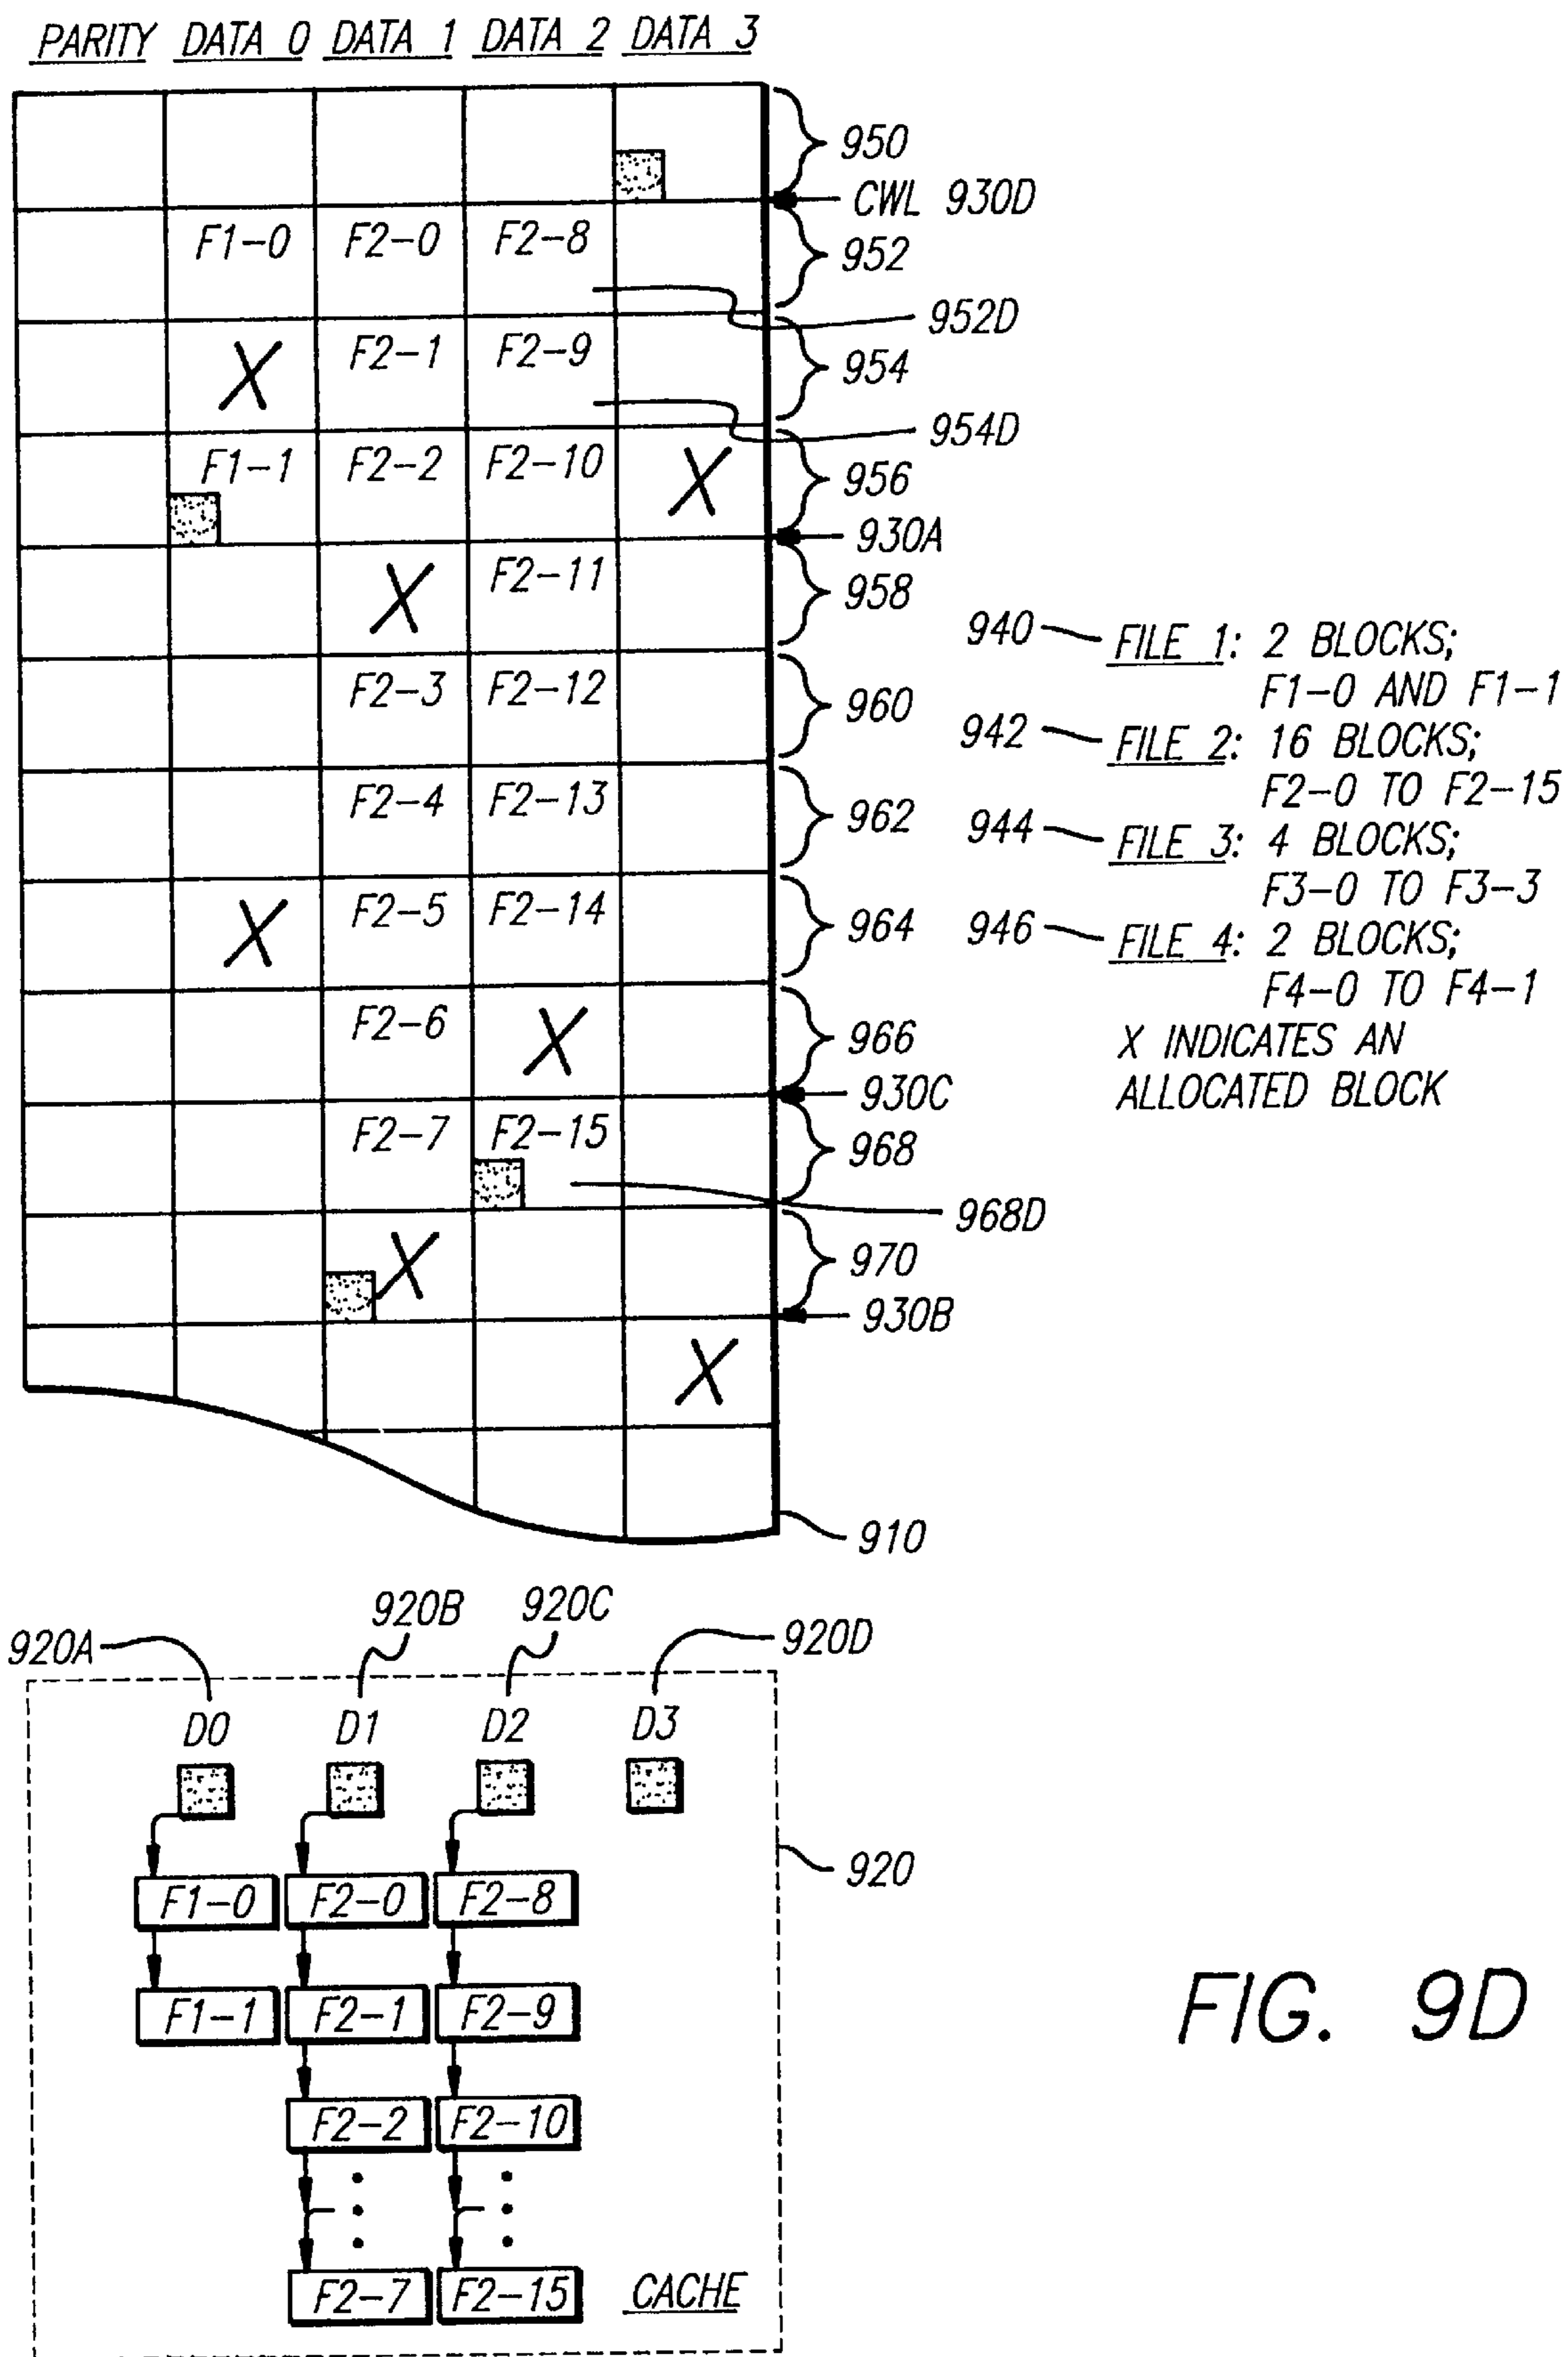 PARITY DATA 0 DATA 1 DATA 2 DATA 3
950
CWL 930D
F1-0 F2-0 F2-8 952
952D
X F2-1 F2-9 954
954D
F1-1 F2-2 F2-10 X 956
930A
X F2-11 958
F2-3 F2-12 960
F2-4 F2-13 962
X F2-5 F2-14 964
F2-6 X 966
930C
F2-7 F2-15 968
968D
X 970
930B
X
910
940 FILE 1: 2 BLOCKS;
F1-0 AND F1-1
942 FILE 2: 16 BLOCKS;
F2-0 TO F2-15
944 FILE 3: 4 BLOCKS;
F3-0 TO F3-3
946 FILE 4: 2 BLOCKS;
F4-0 TO F4-1
X INDICATES AN
ALLOCATED BLOCK
920A 920B 920C 920D
D0 D1 D2 D3
920
F1-0 F2-0 F2-8
F1-1 F2-1 F2-9
F2-2 F2-10
F2-7 F2-15 CACHE
FIG. 9D